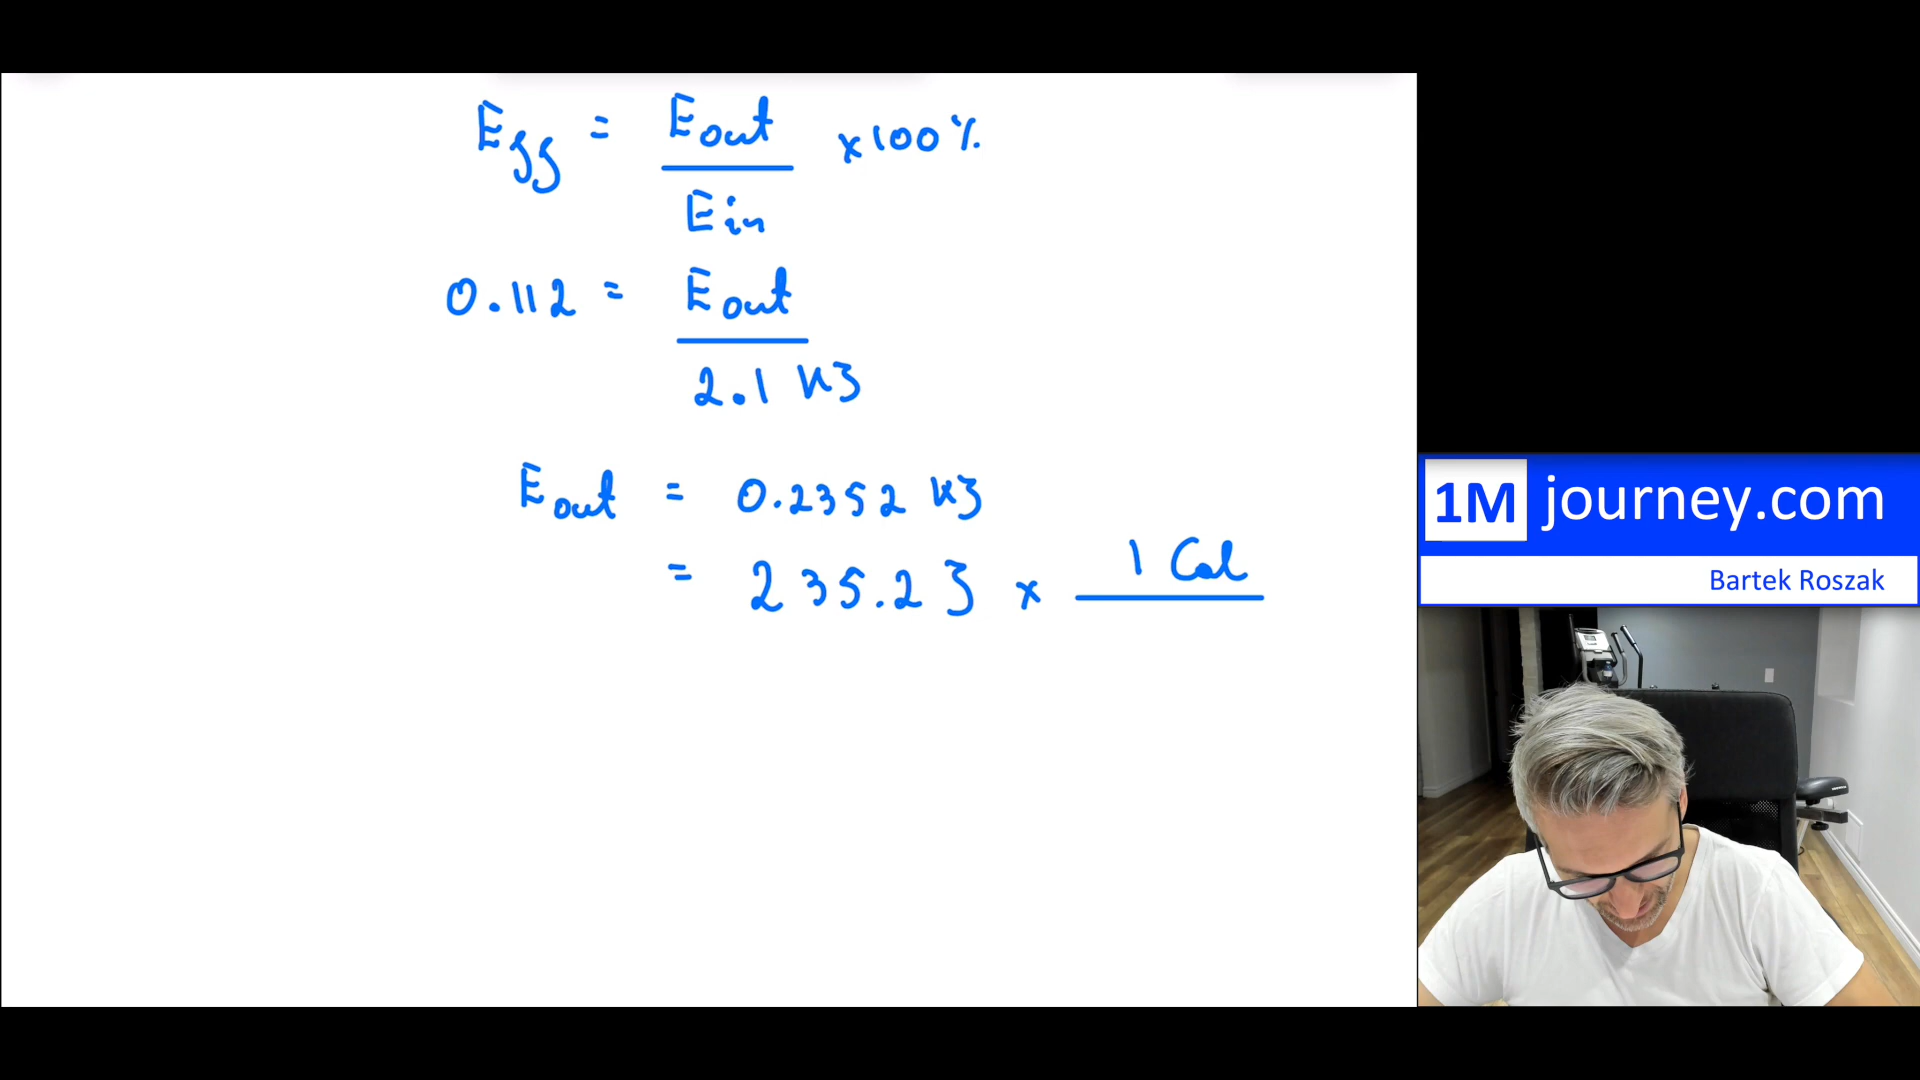 Eff = Eout / Ein x100%
0.112 = Eout / 2.1 kJ
Eout = 0.2352 kJ
= 235.2 J x 1 Cal
1M journey.com
Bartek Roszak